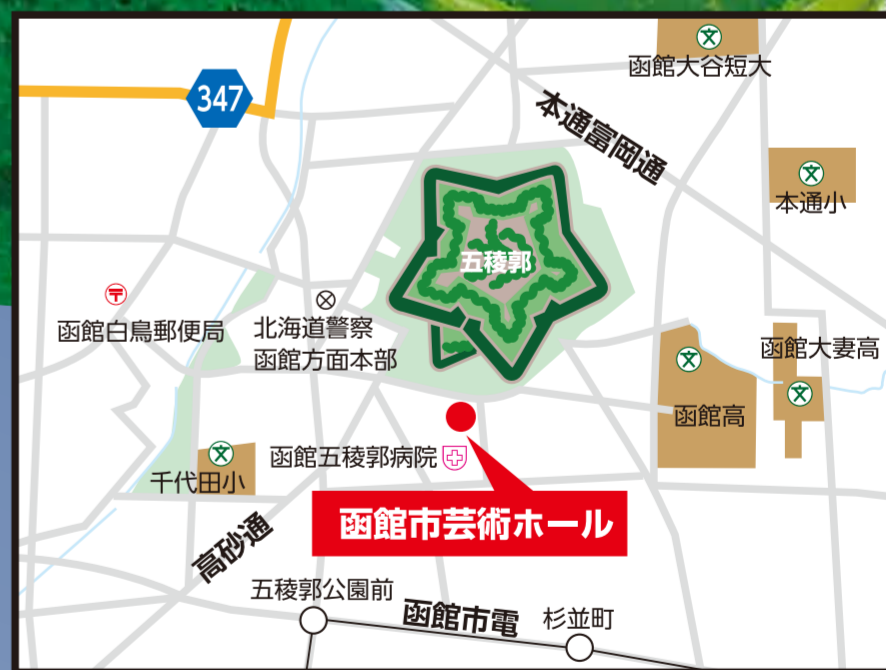 函館大谷短大
347
本通富岡通
本通小
五稜郭
函館白鳥郵便局
北海道警察
函館方面本部
函館大妻高
函館高
函館五稜郭病院
千代田小
函館市芸術ホール
高砂通
五稜郭公園前
函館市電
杉並町